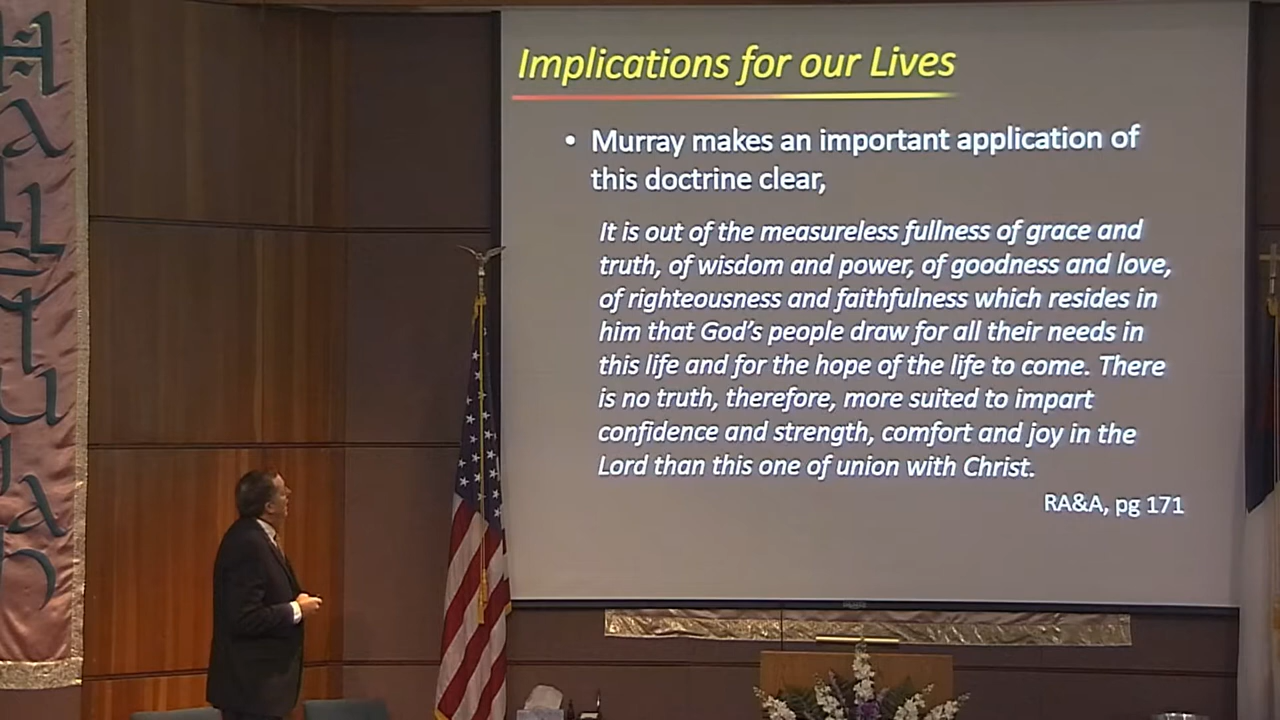 Hallelujah
Implications for our Lives
• Murray makes an important application of
this doctrine clear,
It is out of the measureless fullness of grace and
truth, of wisdom and power, of goodness and love,
of righteousness and faithfulness which resides in
him that God’s people draw for all their needs in
this life and for the hope of the life to come. There
is no truth, therefore, more suited to impart
confidence and strength, comfort and joy in the
Lord than this one of union with Christ.
RA&A, pg 171